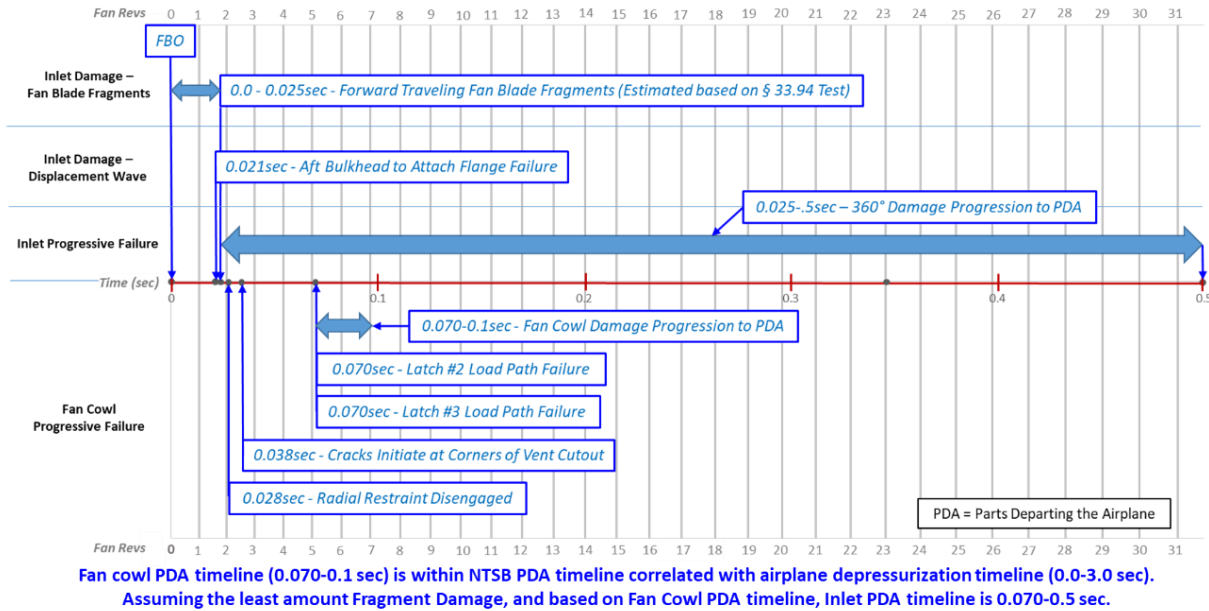 Fan Revs 0 1 2 3 4 5 6 7 8 9 10 11 12 13 14 15 16 17 18 19 20 21 22 23 24 25 26 27 28 29 30 31
FBO
Inlet Damage –
Fan Blade Fragments
0.0 - 0.025sec - Forward Traveling Fan Blade Fragments (Estimated based on § 33.94 Test)
Inlet Damage –
Displacement Wave
0.021sec - Aft Bulkhead to Attach Flange Failure
0.025-.5sec – 360° Damage Progression to PDA
Inlet Progressive Failure
Time (sec)
0 0.1 0.2 0.3 0.4 0.5
0.070-0.1sec - Fan Cowl Damage Progression to PDA
0.070sec - Latch #2 Load Path Failure
Fan Cowl
Progressive Failure
0.070sec - Latch #3 Load Path Failure
0.038sec - Cracks Initiate at Corners of Vent Cutout
0.028sec - Radial Restraint Disengaged
PDA = Parts Departing the Airplane
Fan Revs 0 1 2 3 4 5 6 7 8 9 10 11 12 13 14 15 16 17 18 19 20 21 22 23 24 25 26 27 28 29 30 31
Fan cowl PDA timeline (0.070-0.1 sec) is within NTSB PDA timeline correlated with airplane depressurization timeline (0.0-3.0 sec).
Assuming the least amount Fragment Damage, and based on Fan Cowl PDA timeline, Inlet PDA timeline is 0.070-0.5 sec.